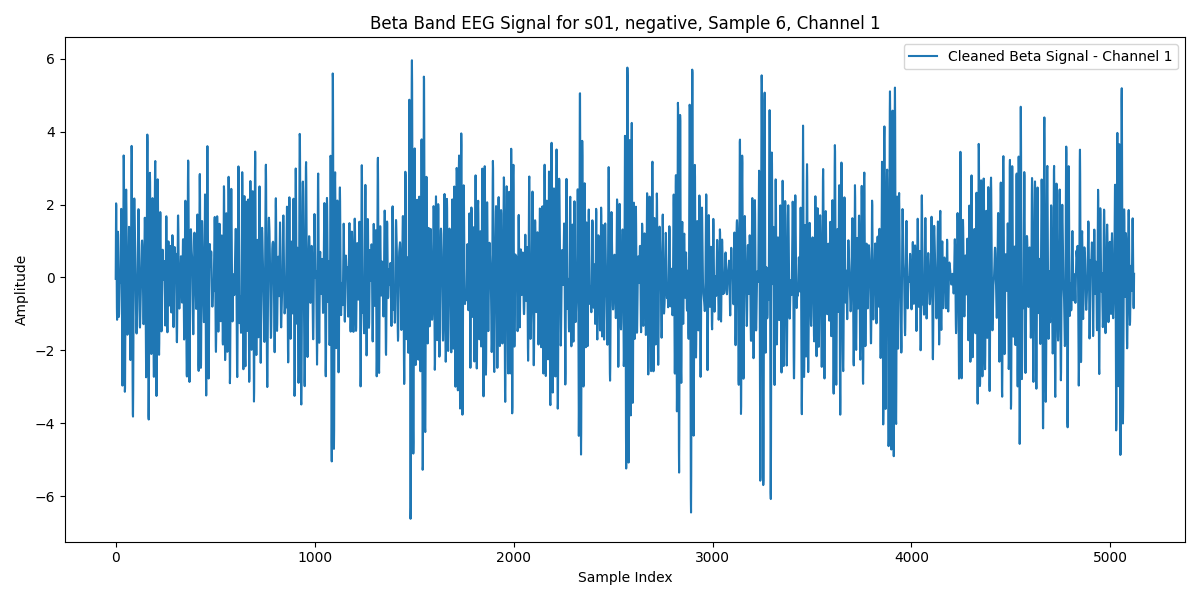 Beta Band EEG Signal for s01, negative, Sample 6, Channel 1
Cleaned Beta Signal - Channel 1
Amplitude
6
4
2
0
−2
−4
−6
0 1000 2000 3000 4000 5000
Sample Index